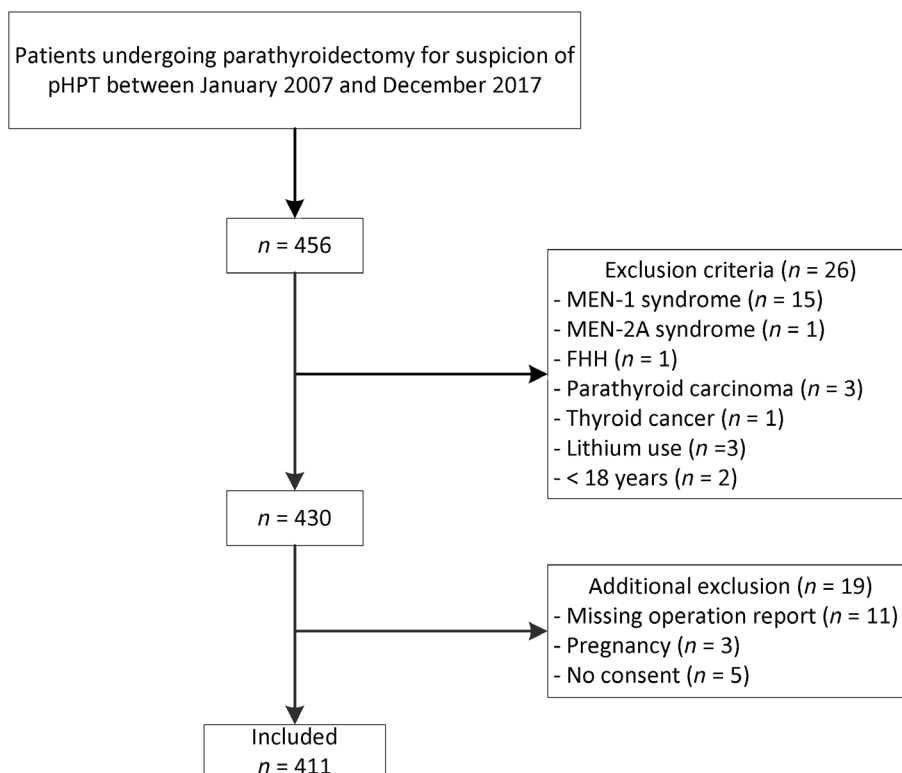 Patients undergoing parathyroidectomy for suspicion of
pHPT between January 2007 and December 2017
n = 456
Exclusion criteria (n = 26)
- MEN-1 syndrome (n = 15)
- MEN-2A syndrome (n = 1)
- FHH (n = 1)
- Parathyroid carcinoma (n = 3)
- Thyroid cancer (n = 1)
- Lithium use (n =3)
- < 18 years (n = 2)
n = 430
Additional exclusion (n = 19)
- Missing operation report (n = 11)
- Pregnancy (n = 3)
- No consent (n = 5)
Included
n = 411